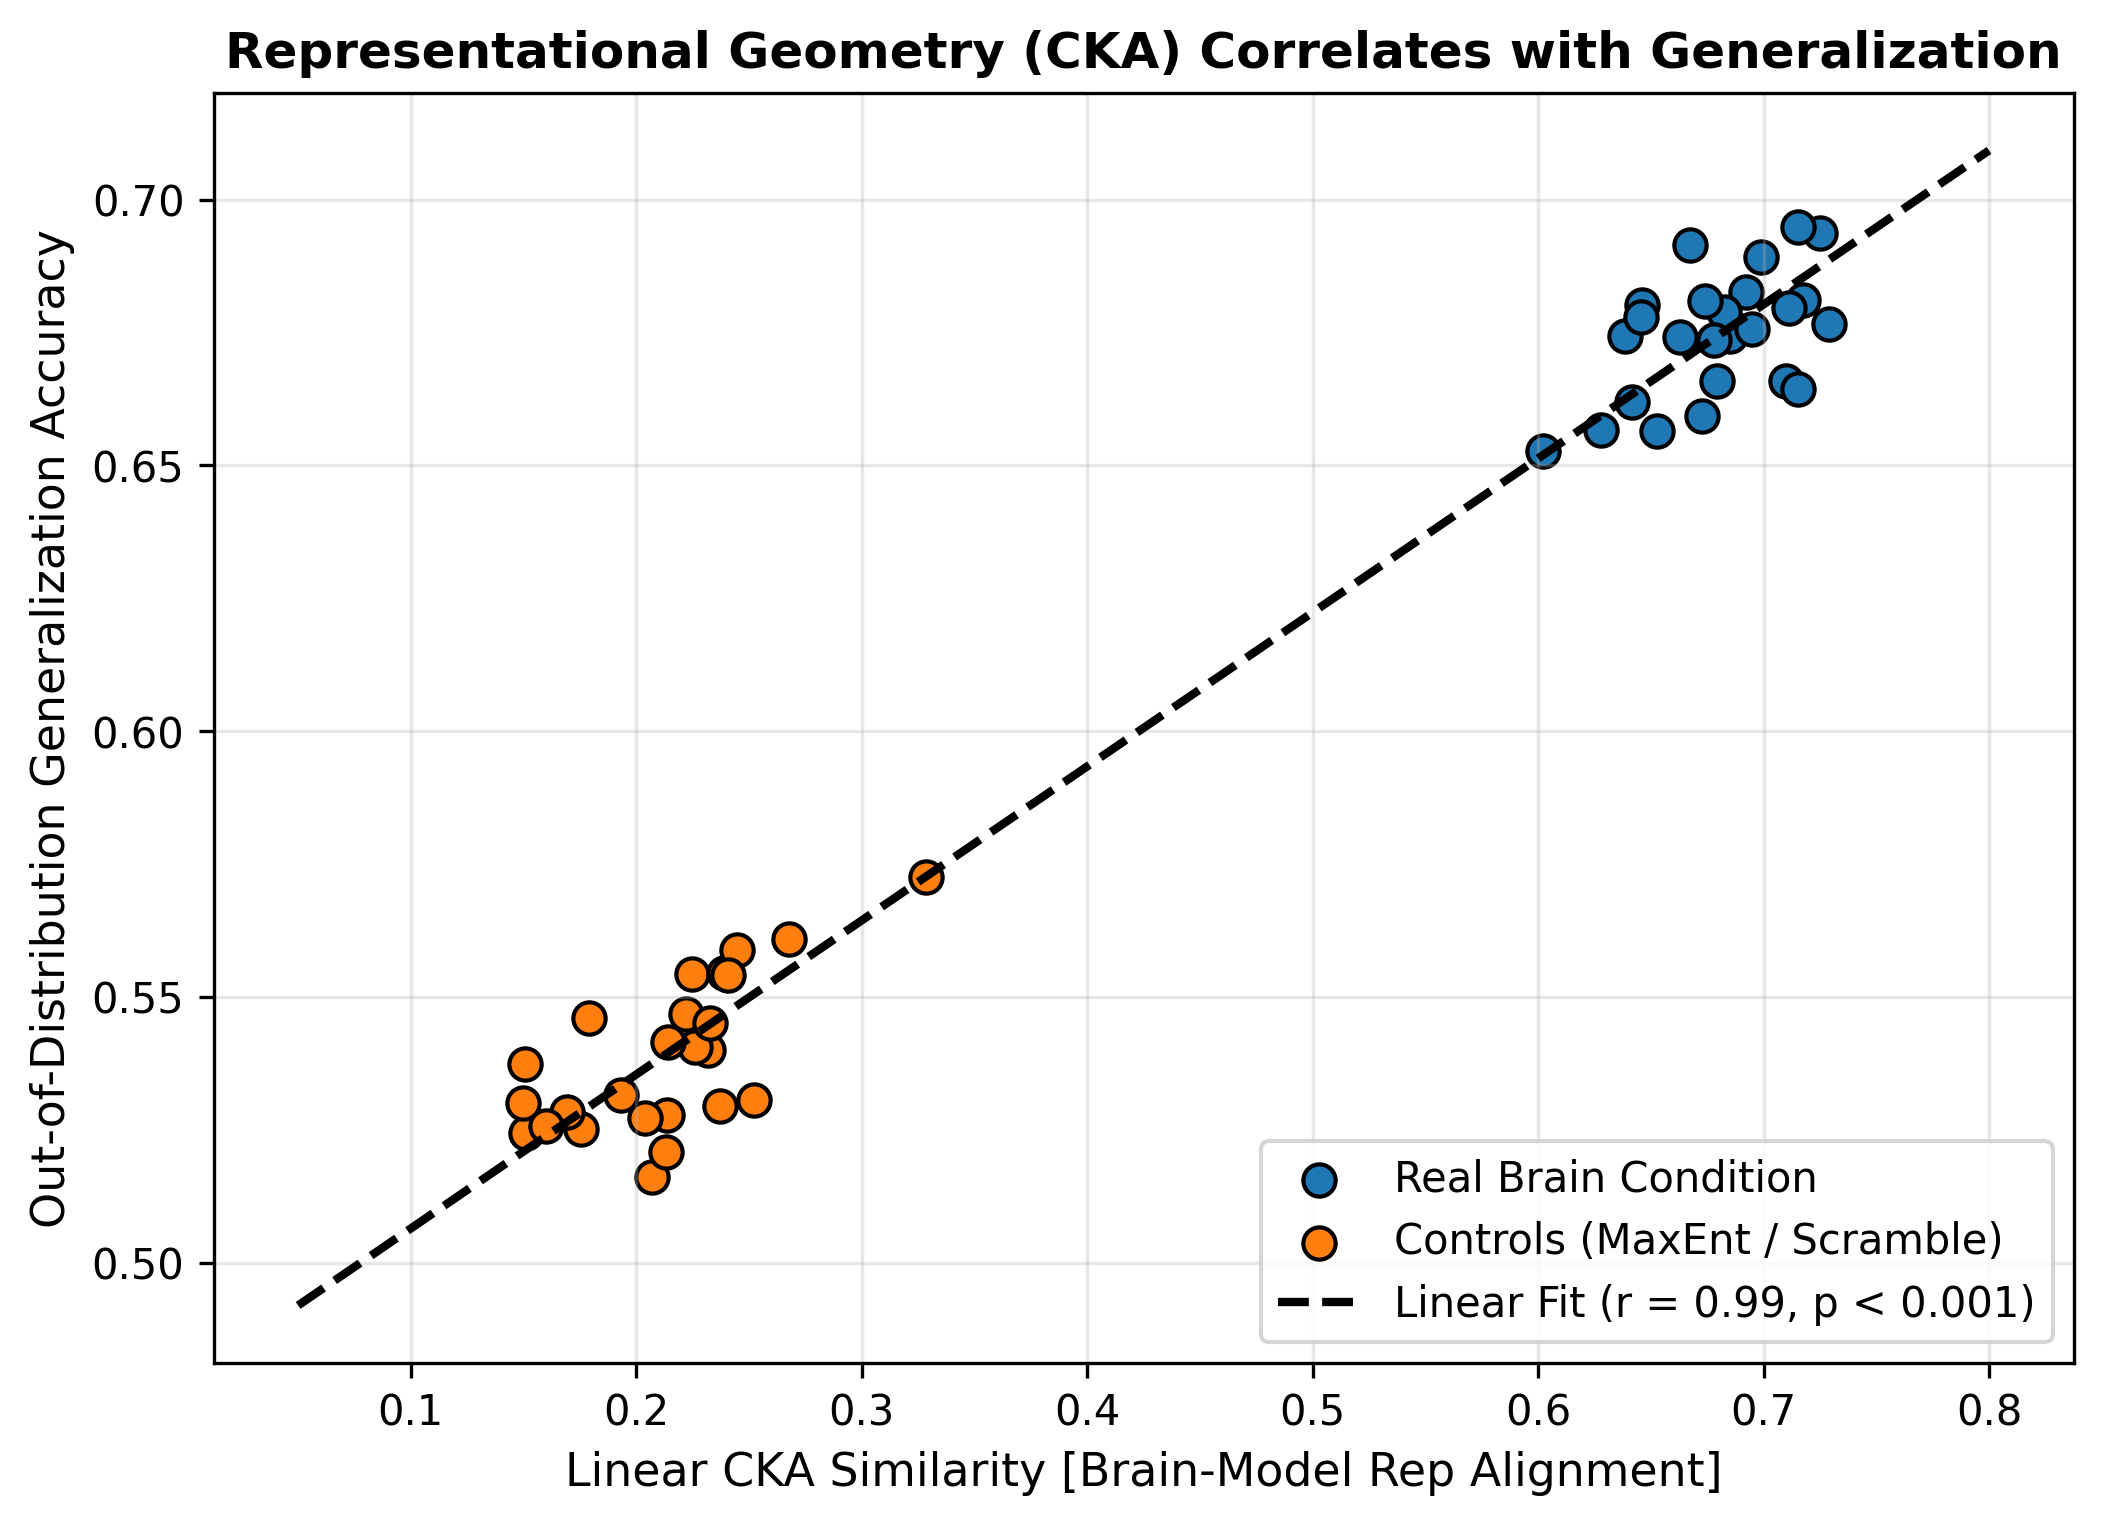 Representational Geometry (CKA) Correlates with Generalization
Out-of-Distribution Generalization Accuracy
0.70
0.65
0.60
0.55
0.50
Real Brain Condition
Controls (MaxEnt / Scramble)
Linear Fit (r = 0.99, p < 0.001)
0.1 0.2 0.3 0.4 0.5 0.6 0.7 0.8
Linear CKA Similarity [Brain-Model Rep Alignment]